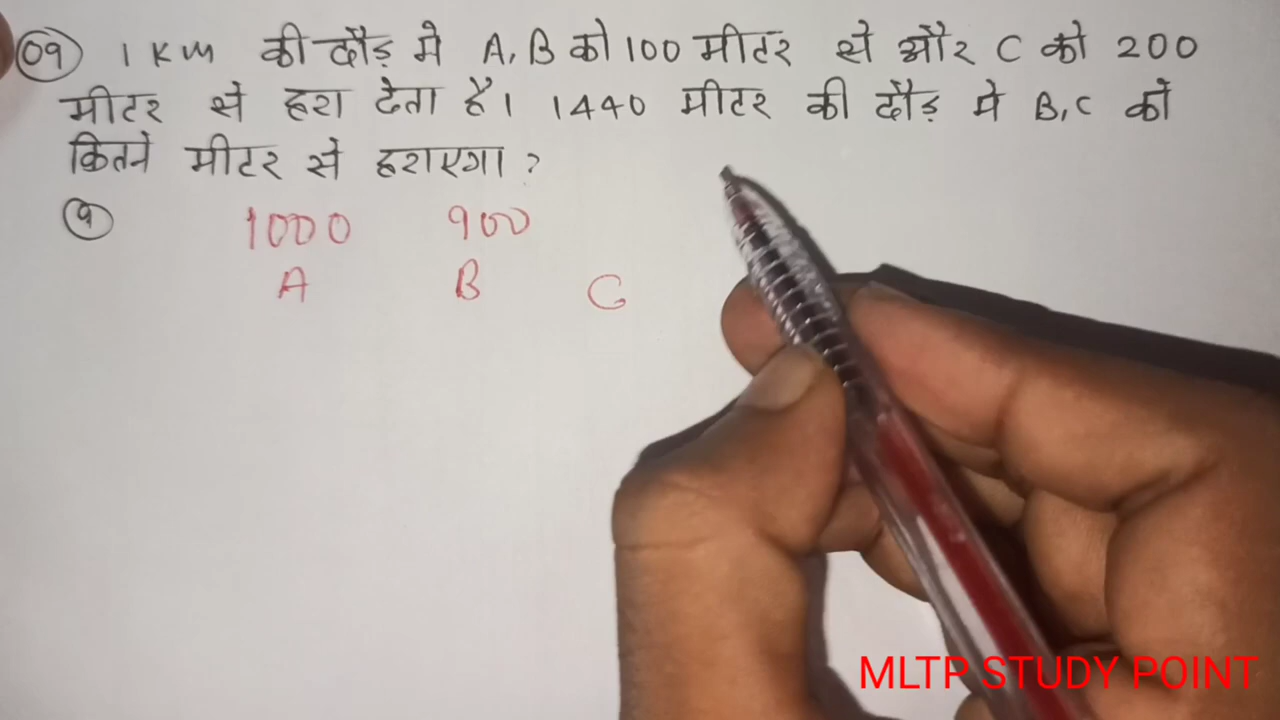 09 1 KM की दौड़ मे A, B को 100 मीटर से और C को 200
मीटर से हरा देता है। 1440 मीटर की दौड़ मे B, C को
कितने मीटर से हराएगा ?
9 1000 900
A B C
MLTP STUDY POINT